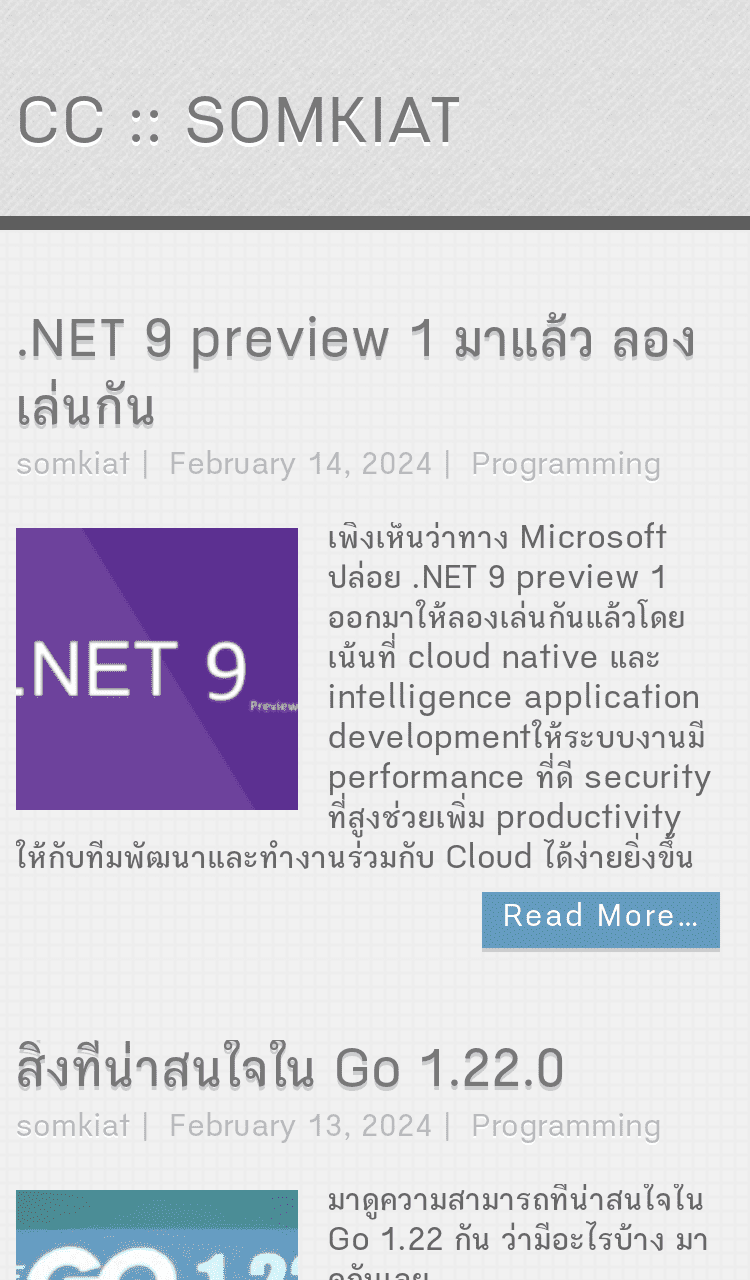 CC :: SOMKIAT
.NET 9 preview 1 มาแล้ว ลอง
เล่นกัน
somkiat | February 14, 2024 | Programming
.NET 9
Preview
เพิ่งเห็นว่าทาง Microsoft
ปล่อย .NET 9 preview 1
ออกมาให้ลองเล่นกันแล้วโดย
เน้นที่ cloud native และ
intelligence application
developmentให้ระบบงานมี
performance ที่ดี security
ที่สูงช่วยเพิ่ม productivity
ให้กับทีมพัฒนาและทำงานร่วมกับ Cloud ได้ง่ายยิ่งขึ้น
Read More…
สิ่งที่น่าสนใจใน Go 1.22.0
somkiat | February 13, 2024 | Programming
GO 1.22
มาดูความสามารถที่น่าสนใจใน
Go 1.22 กัน ว่ามีอะไรบ้าง มา
ดูกันเลย